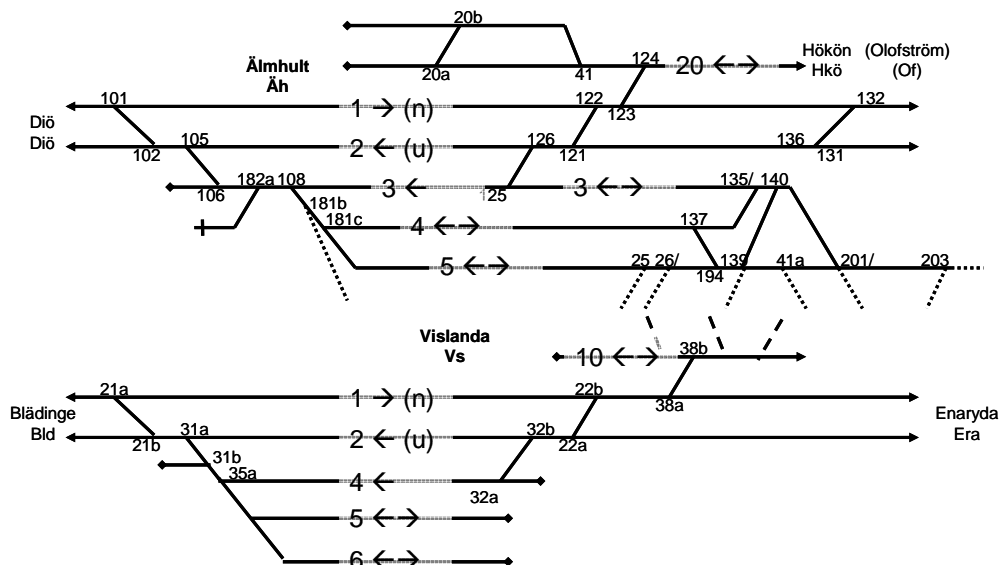 20b
Älmhult
Äh
20a
41
124
20 ← →
Hökön
Hkö
(Olofström)
(Of)
101
1 → (n)
122
123
132
Diö
Diö
102
105
2 ← (u)
126
121
136
131
106
182a
108
3 ←
125
3 ← →
135/
140
181b
181c
4 ← →
137
5 ← →
25
26/
194
139
41a
201/
203
Vislanda
Vs
10 ← →
38b
21a
1 → (n)
22b
38a
Blädinge
Bld
Enaryda
Era
21b
31a
2 ← (u)
32b
22a
31b
35a
4 ←
32a
5 ← →
6 ← →